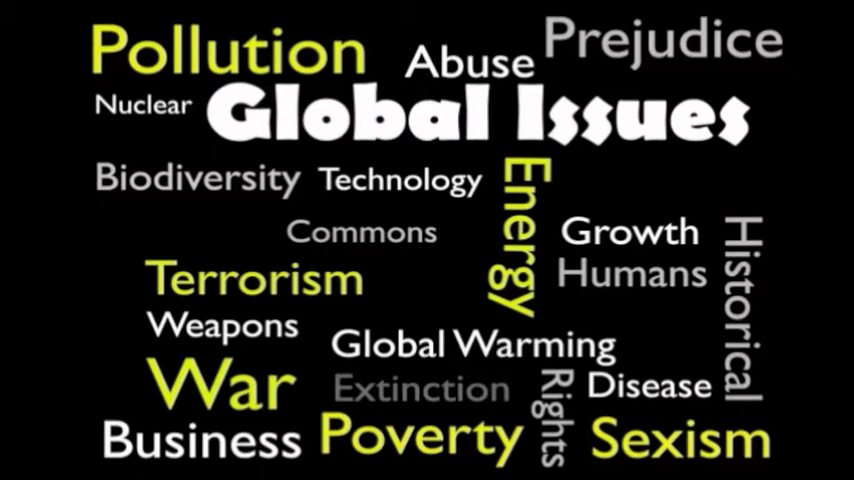 Pollution
Abuse
Prejudice
Nuclear
Global Issues
Biodiversity
Technology
Energy
Commons
Growth
Historical
Terrorism
Humans
Weapons
Global Warming
War
Extinction
Rights
Disease
Business
Poverty
Sexism